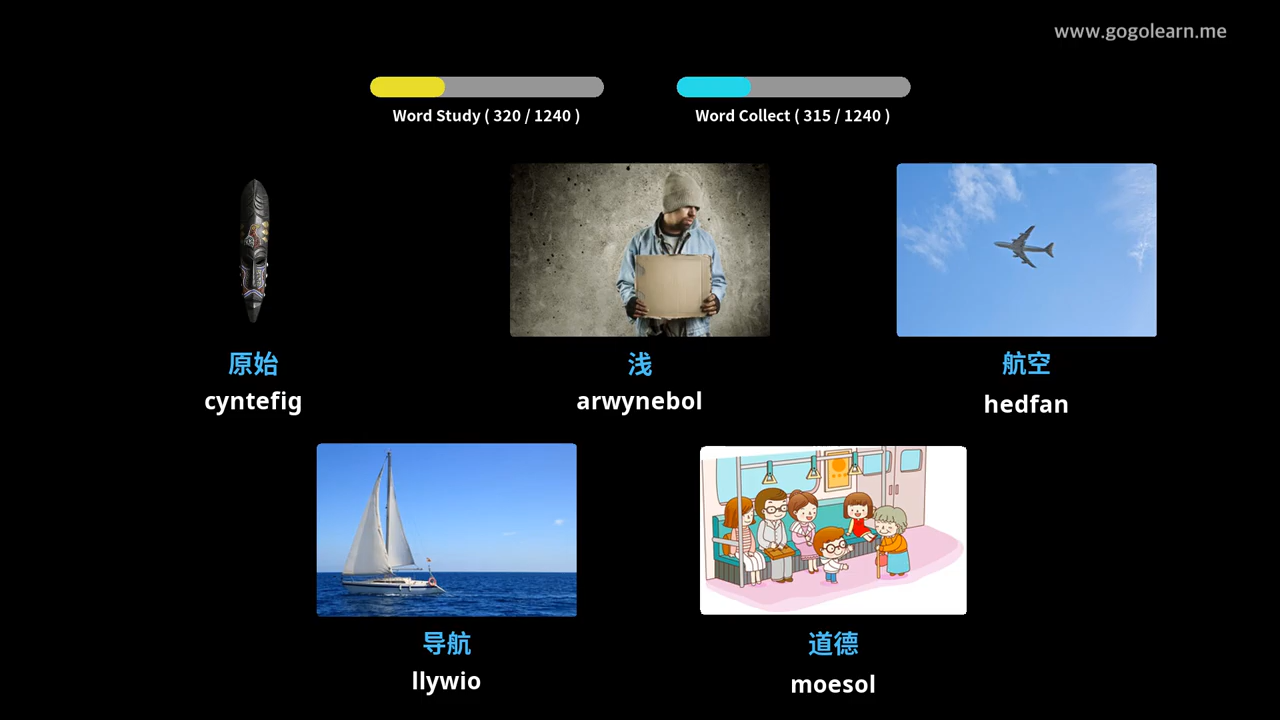 www.gogolearn.me
Word Study ( 320 / 1240 )
Word Collect ( 315 / 1240 )
原始
cyntefig
浅
arwynebol
航空
hedfan
导航
llywio
道德
moesol